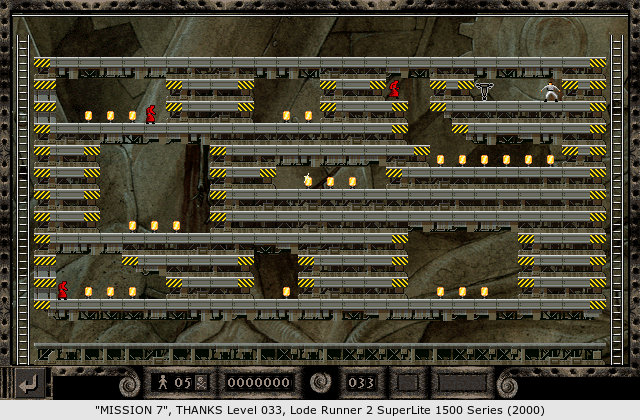 05 0000000 033
"MISSION 7", THANKS Level 033, Lode Runner 2 SuperLite 1500 Series (2000)